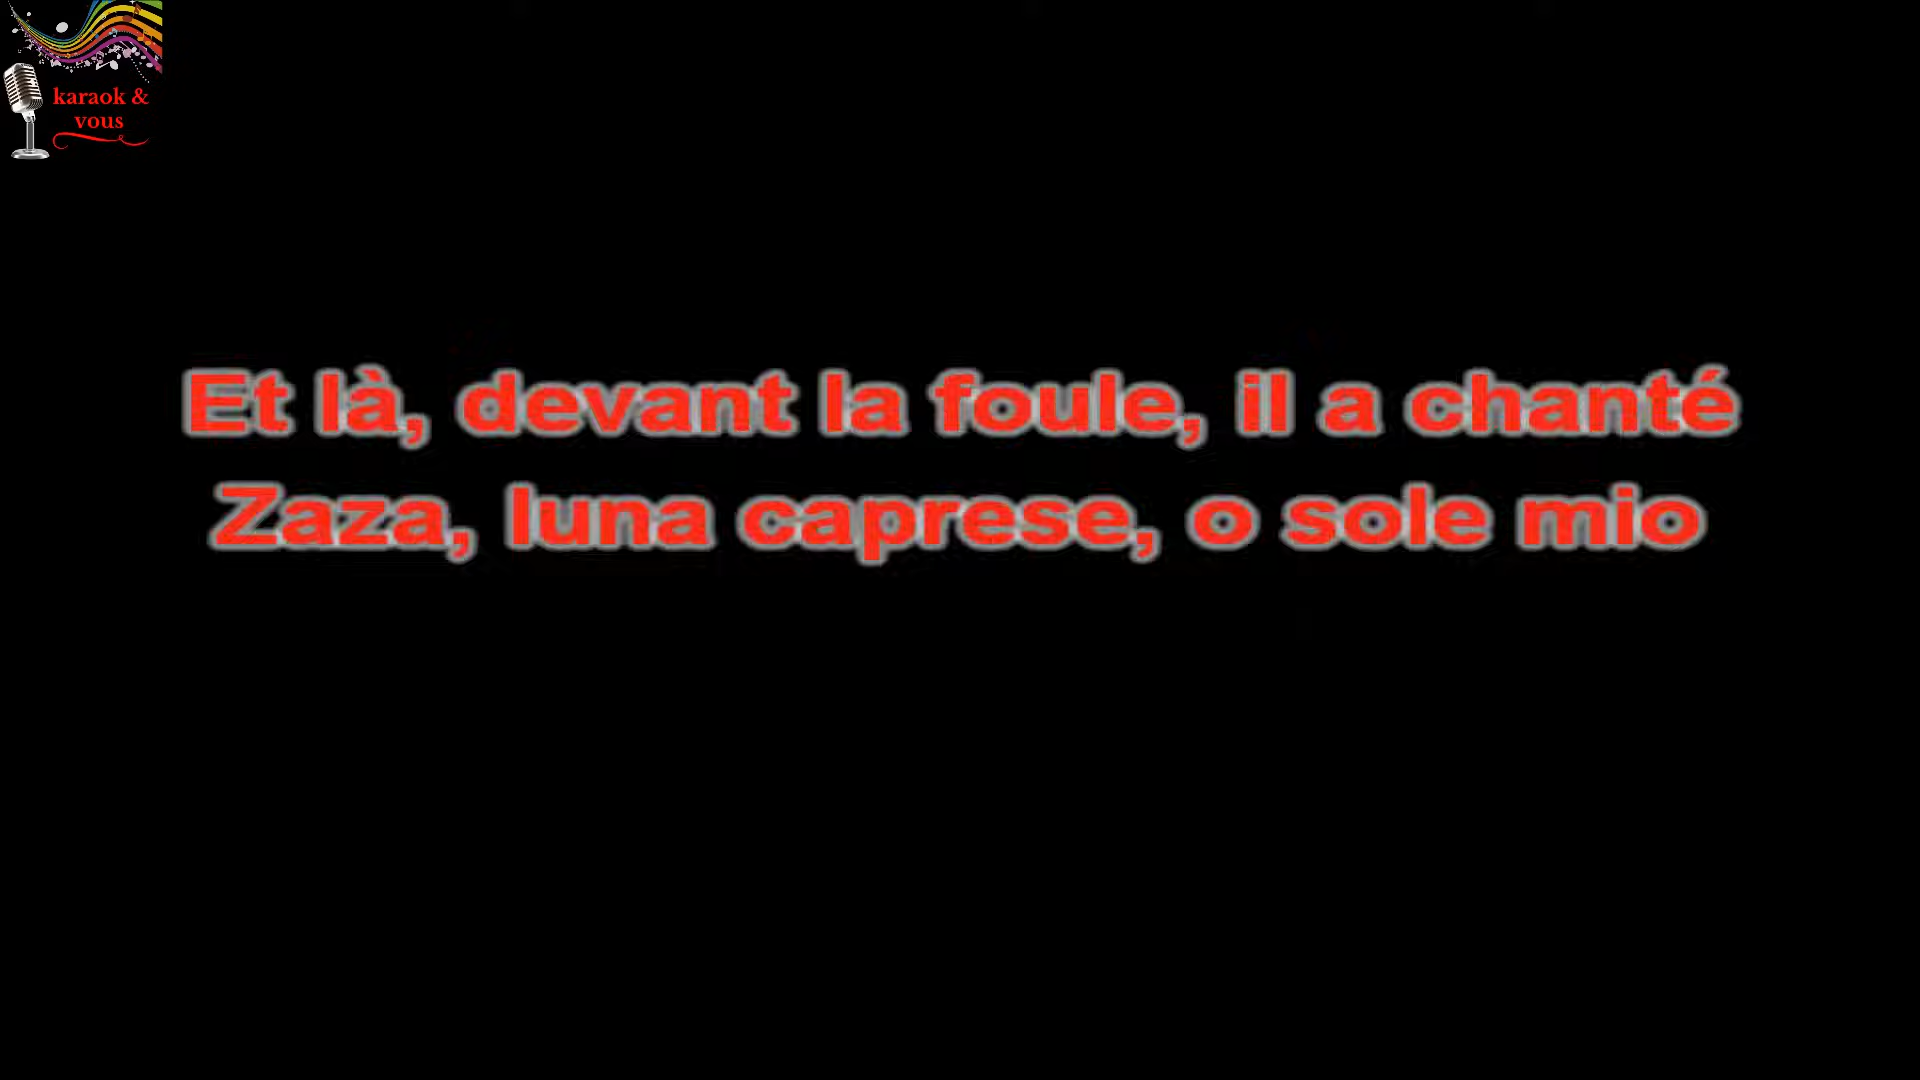 karaok &
vous
Et là, devant la foule, il a chanté
Zaza, luna caprese, o sole mio